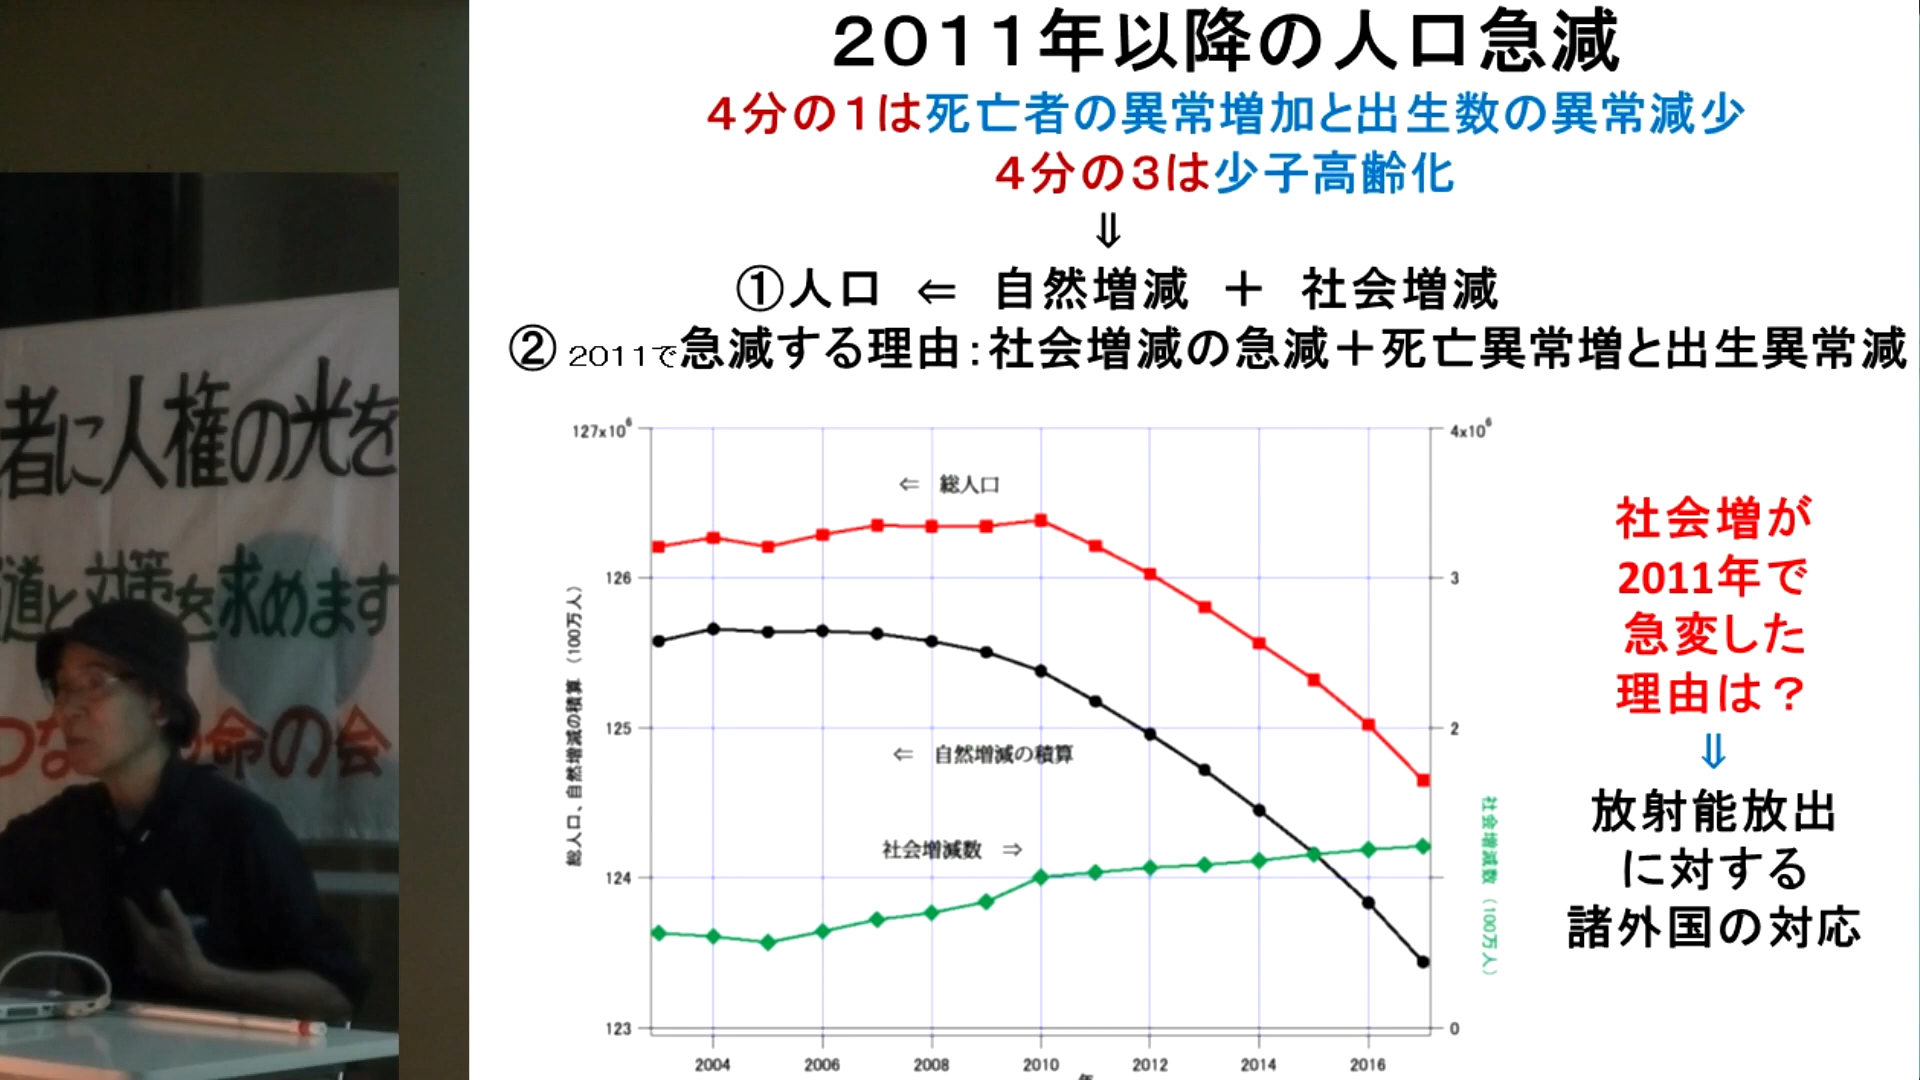 2011年以降の人口急減
4分の1は死亡者の異常増加と出生数の異常減少
4分の3は少子高齢化
⇓
①人口 ⇐ 自然増減 + 社会増減
② 2011で急減する理由:社会増減の急減+死亡異常増と出生異常減
127x10⁶
126
125
124
123
総人口、自然増減の積算 (100万人)
⇐ 総人口
⇐ 自然増減の積算
社会増減数 ⇒
4x10⁶
3
2
0
社会増減数 (100万人)
2004 2006 2008 2010 2012 2014 2016
社会増が
2011年で
急変した
理由は?
⇓
放射能放出
に対する
諸外国の対応
者に人権の光を
道と対策を求めます
つな 命の会